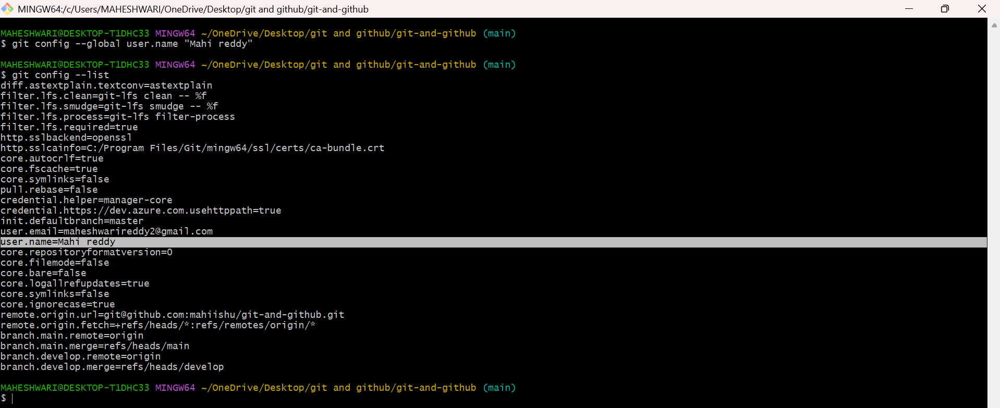 MINGW64:/c/Users/MAHESHWARI/OneDrive/Desktop/git and github/git-and-github
MAHESHWARI@DESKTOP-T1DHC33 MINGW64 ~/OneDrive/Desktop/git and github/git-and-github (main)
$ git config --global user.name "Mahi reddy"
MAHESHWARI@DESKTOP-T1DHC33 MINGW64 ~/OneDrive/Desktop/git and github/git-and-github (main)
$ git config --list
diff.astextplain.textconv=astextplain
filter.lfs.clean=git-lfs clean -- %f
filter.lfs.smudge=git-lfs smudge -- %f
filter.lfs.process=git-lfs filter-process
filter.lfs.required=true
http.sslbackend=openssl
http.sslcainfo=C:/Program Files/Git/mingw64/ssl/certs/ca-bundle.crt
core.autocrlf=true
core.fscache=true
core.symlinks=false
pull.rebase=false
credential.helper=manager-core
credential.https://dev.azure.com.usehttppath=true
init.defaultbranch=master
user.email=maheshwarireddy2@gmail.com
user.name=Mahi reddy
core.repositoryformatversion=0
core.filemode=false
core.bare=false
core.logallrefupdates=true
core.symlinks=false
core.ignorecase=true
remote.origin.url=git@github.com:mahiishu/git-and-github.git
remote.origin.fetch=+refs/heads/*:refs/remotes/origin/*
branch.main.remote=origin
branch.main.merge=refs/heads/main
branch.develop.remote=origin
branch.develop.merge=refs/heads/develop
MAHESHWARI@DESKTOP-T1DHC33 MINGW64 ~/OneDrive/Desktop/git and github/git-and-github (main)
$